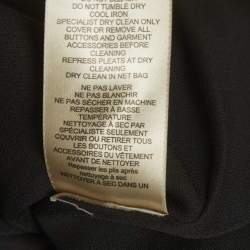 DO NOT TUMBLE DRY
COOL IRON
SPECIALIST DRY CLEAN ONLY
COVER OR REMOVE ALL
BUTTONS AND GARMENT
ACCESSORIES BEFORE
CLEANING
REPRESS PLEATS AT DRY
CLEANING
DRY CLEAN IN NET BAG
NE PAS LAVER
NE PAS BLANCHIR
NE PAS SÉCHER EN MACHINE
REPASSER À BASSE
TEMPÉRATURE
NETTOYAGE À SEC PAR
SPÉCIALISTE SEULEMENT
COUVRIR OU RETIRER TOUS
LES BOUTONS ET
ACCESSOIRES DU VÊTEMENT
AVANT DE NETTOYER
Repasser les plis après
nettoyage à sec
NETTOYER À SEC DANS UN